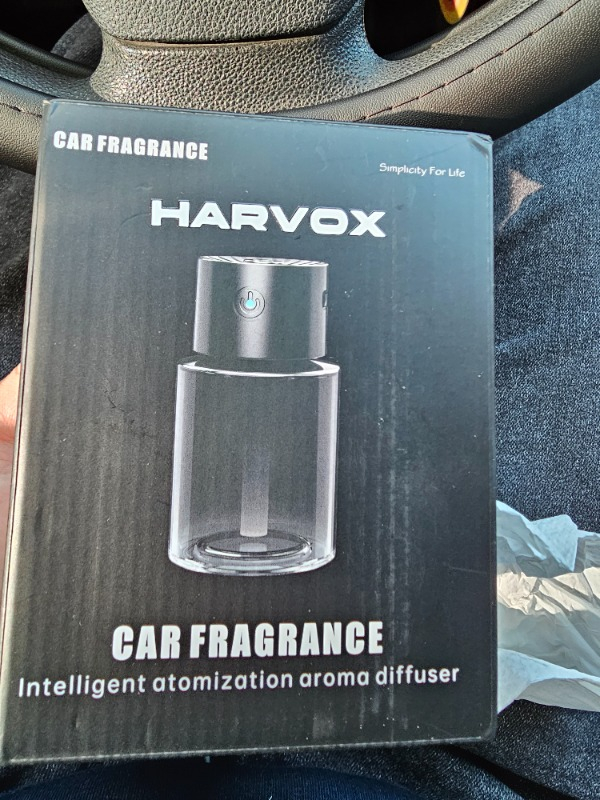 CAR FRAGRANCE
Simplicity For Life
HARVOX
CAR FRAGRANCE
Intelligent atomization aroma diffuser